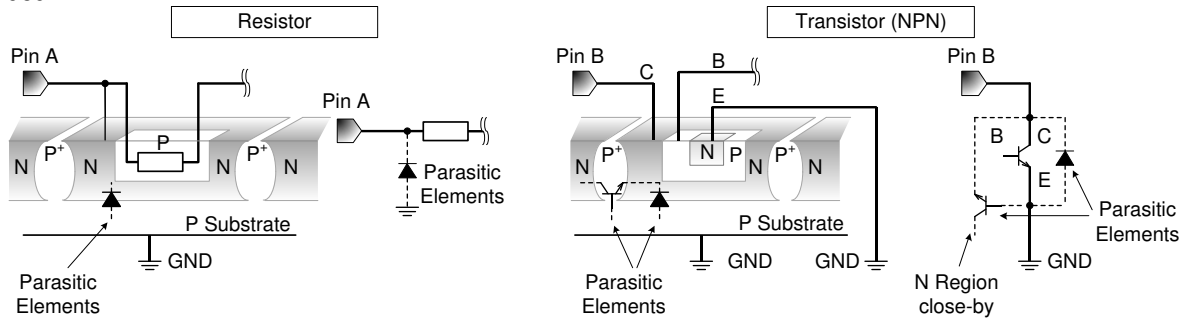 Resistor
Transistor (NPN)
Pin A
Pin A
N
P+
N
P
P+
N
N
Parasitic
Elements
P Substrate
GND
Parasitic
Elements
Pin B
C
B
E
N
P+
N
N
P
P+
N
N
P Substrate
GND
GND
Parasitic
Elements
Pin B
B
C
E
Parasitic
Elements
GND
N Region
close-by